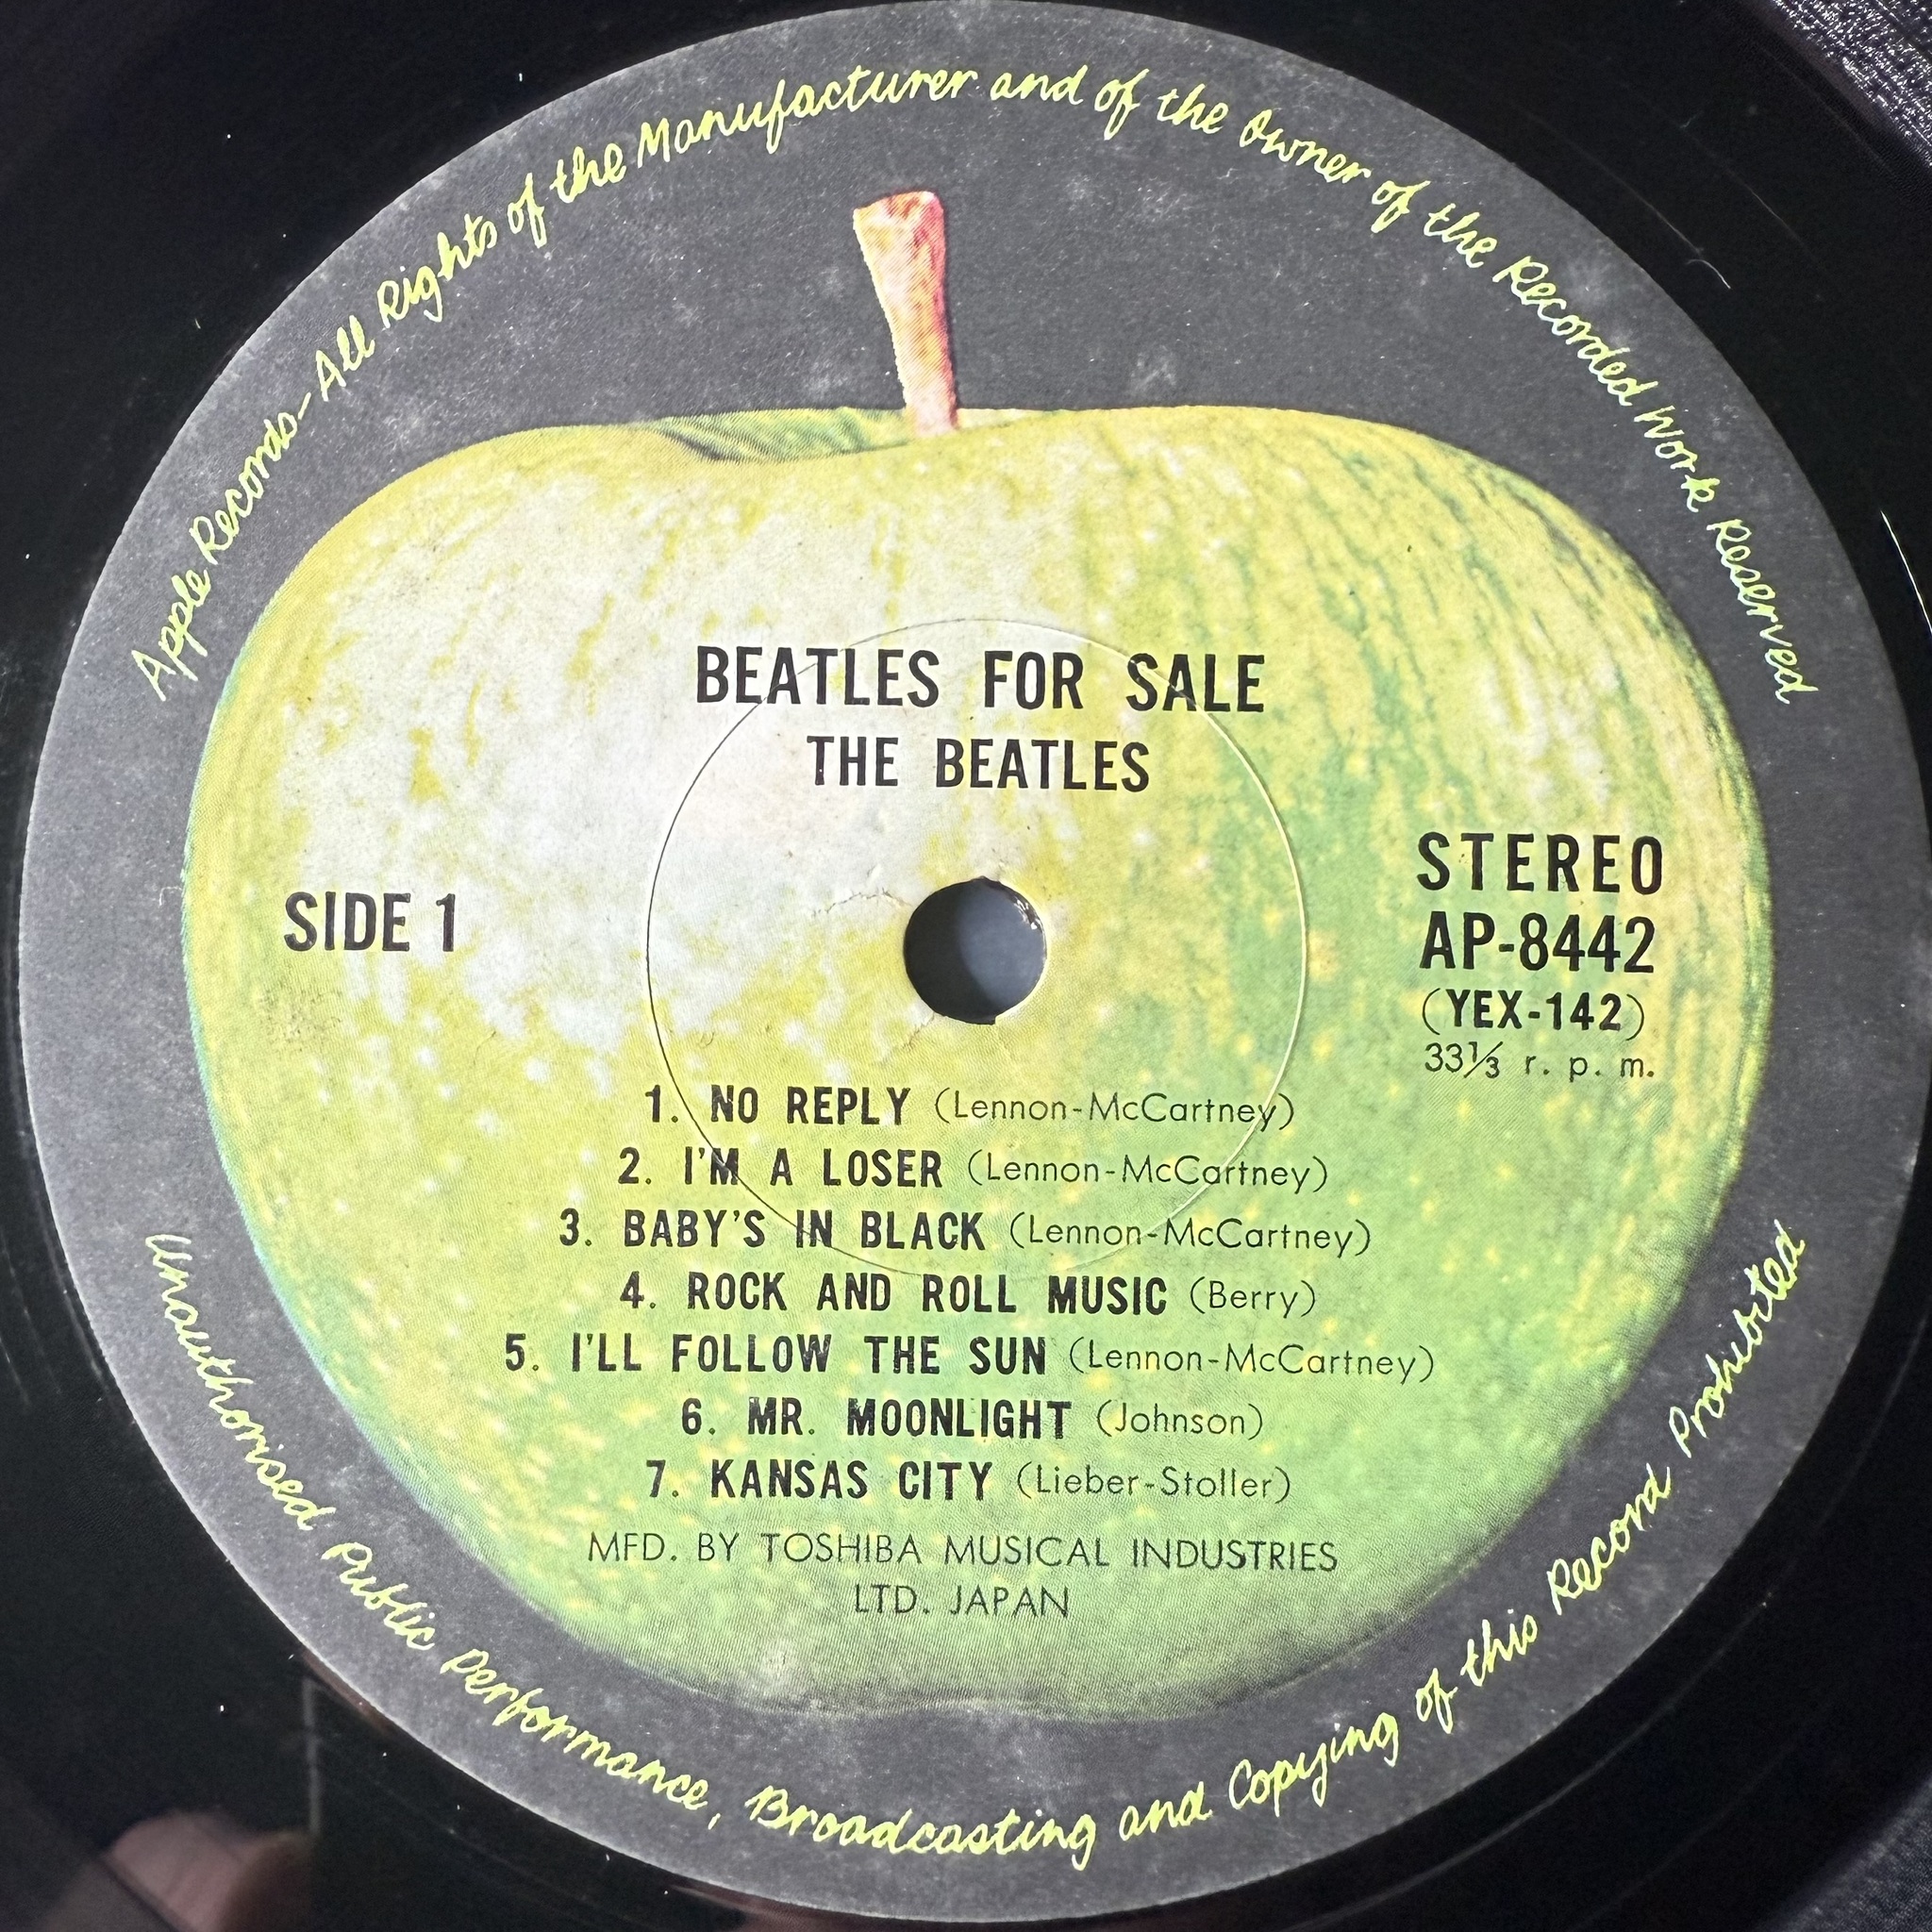 Apple Records - All Rights of the Manufacturer and of the Owner of the Recorded Work Reserved
BEATLES FOR SALE
THE BEATLES
SIDE 1
STEREO
AP-8442
(YEX-142)
33⅓ r. p. m.
1. NO REPLY (Lennon-McCartney)
2. I'M A LOSER (Lennon-McCartney)
3. BABY'S IN BLACK (Lennon-McCartney)
4. ROCK AND ROLL MUSIC (Berry)
5. I'LL FOLLOW THE SUN (Lennon-McCartney)
6. MR. MOONLIGHT (Johnson)
7. KANSAS CITY (Lieber-Stoller)
MFD. BY TOSHIBA MUSICAL INDUSTRIES
LTD. JAPAN
Unauthorised Public Performance, Broadcasting and Copying of this Record Prohibited